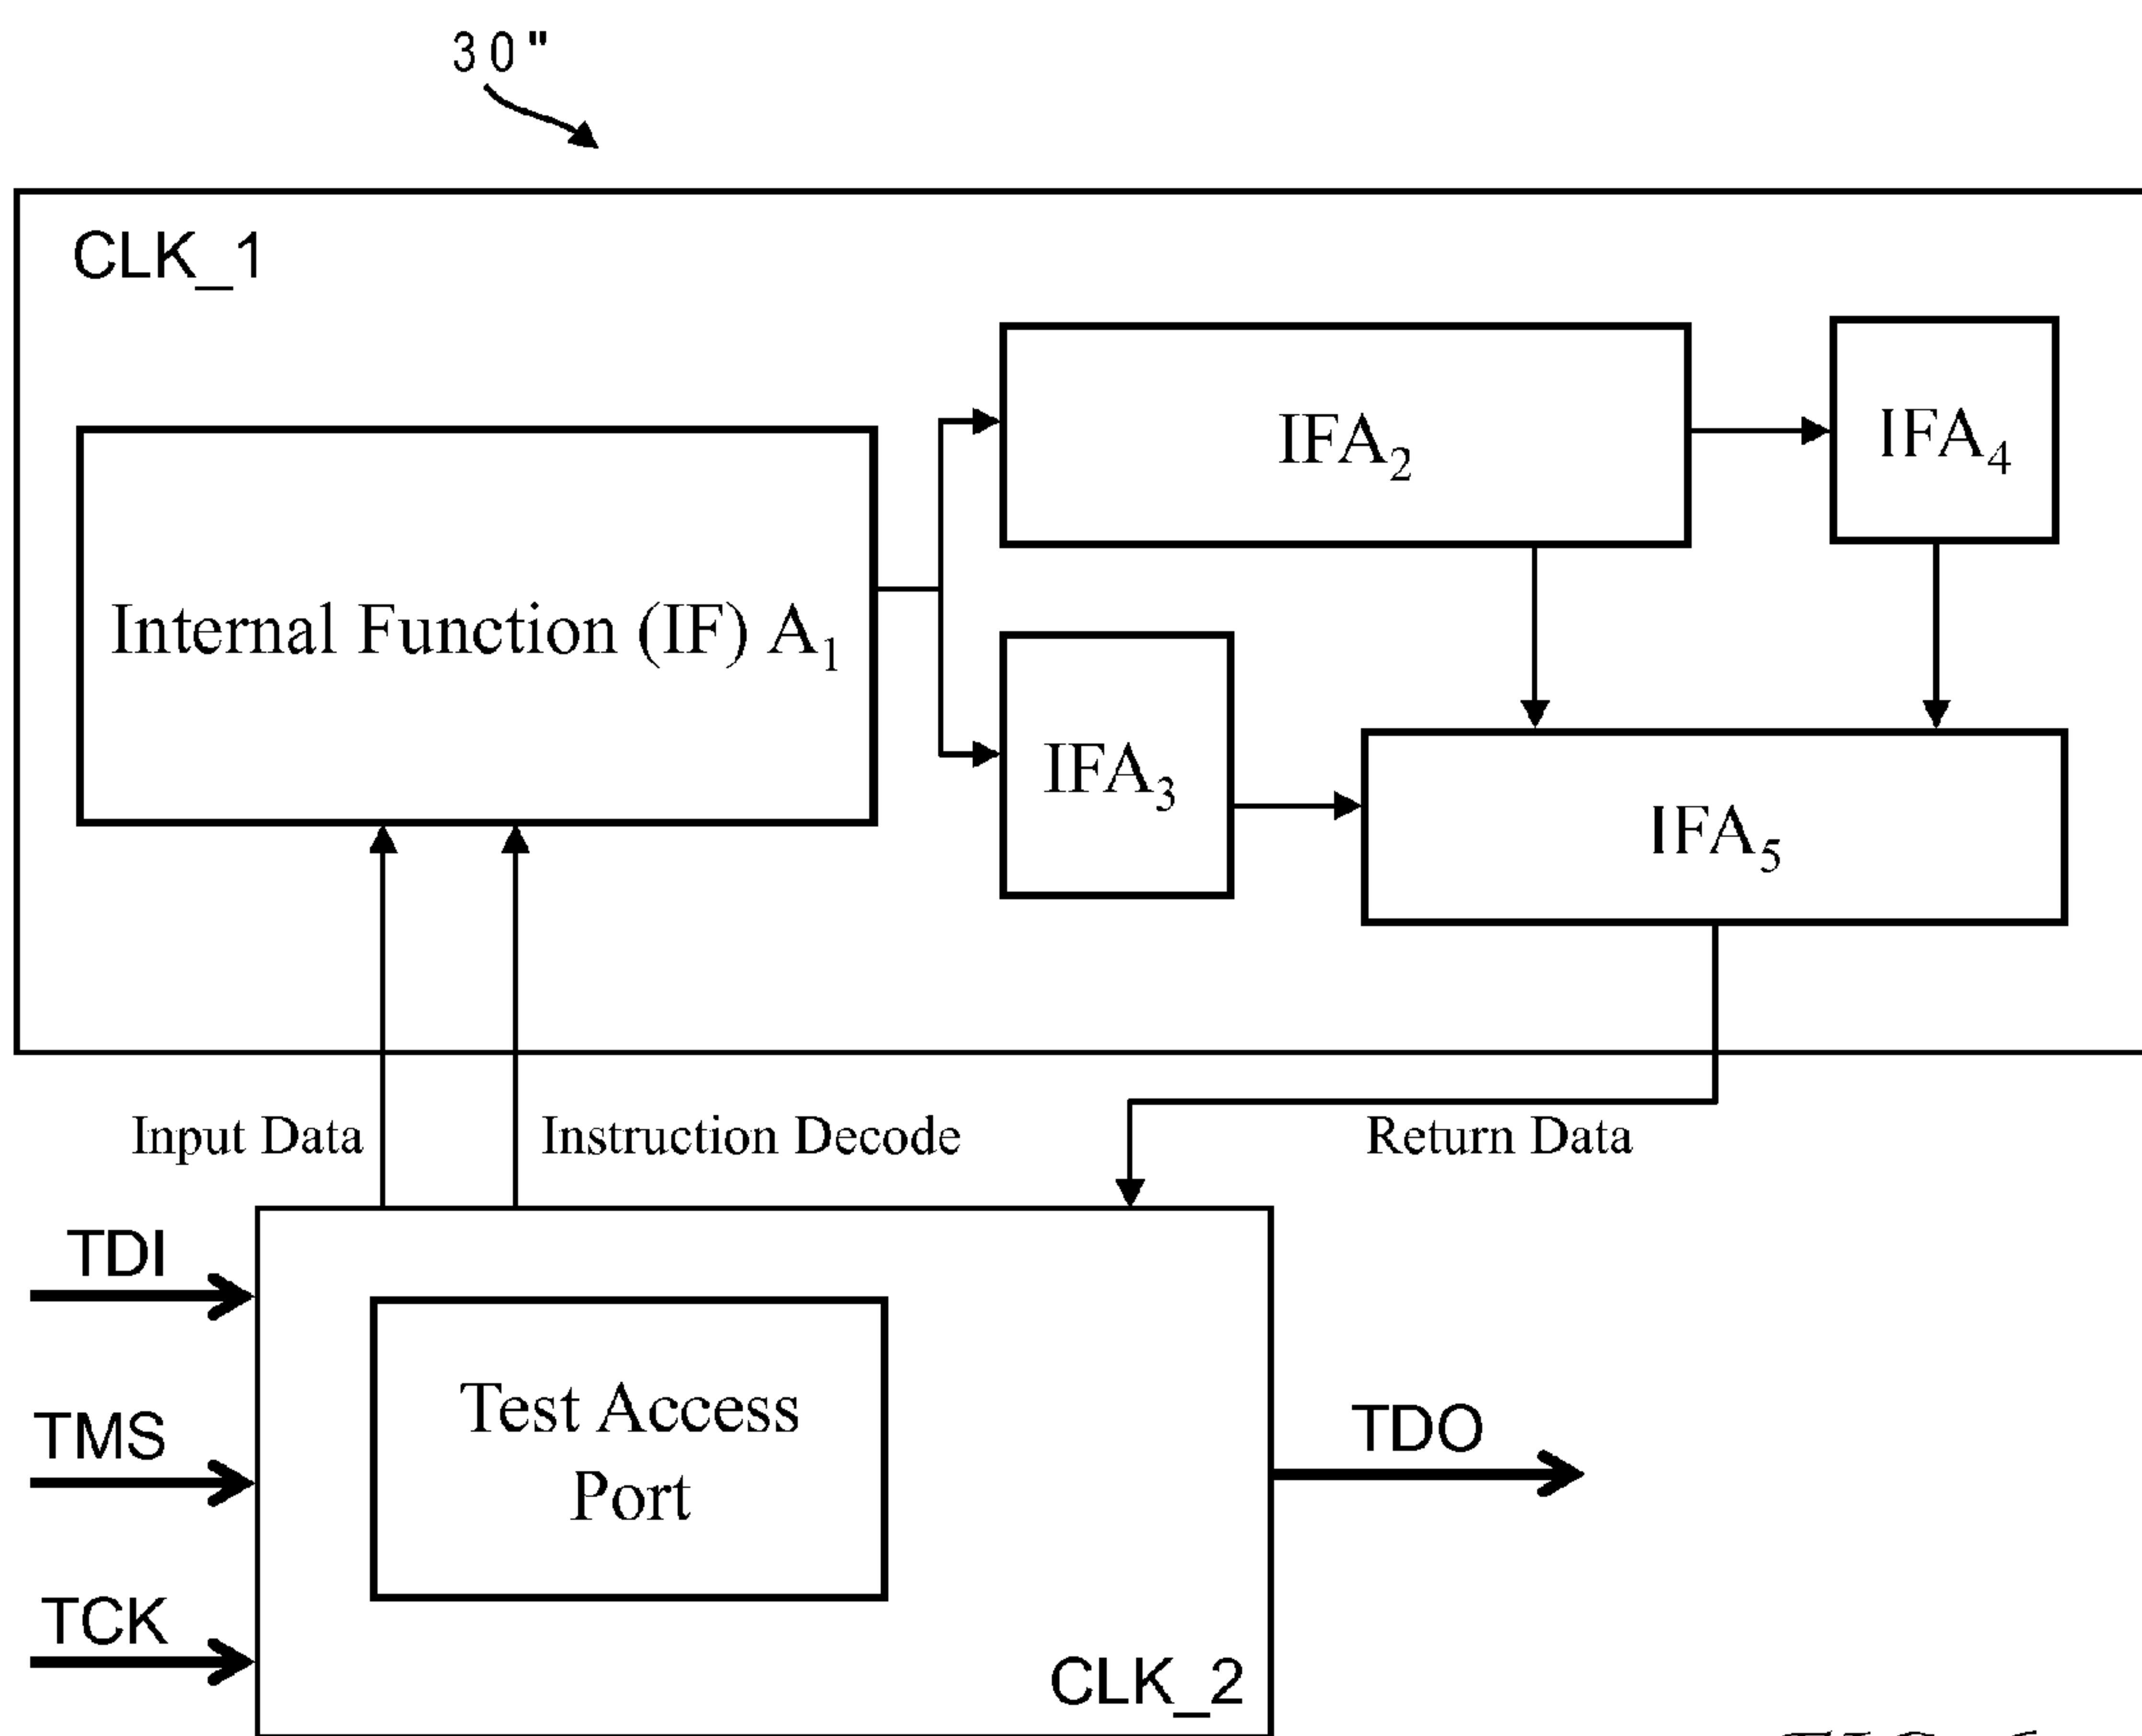 30"
CLK_1
Internal Function (IF) A₁
IFA₂
IFA₄
IFA₃
IFA₅
Input Data
Instruction Decode
Return Data
TDI
TMS
TCK
Test Access
Port
TDO
CLK_2